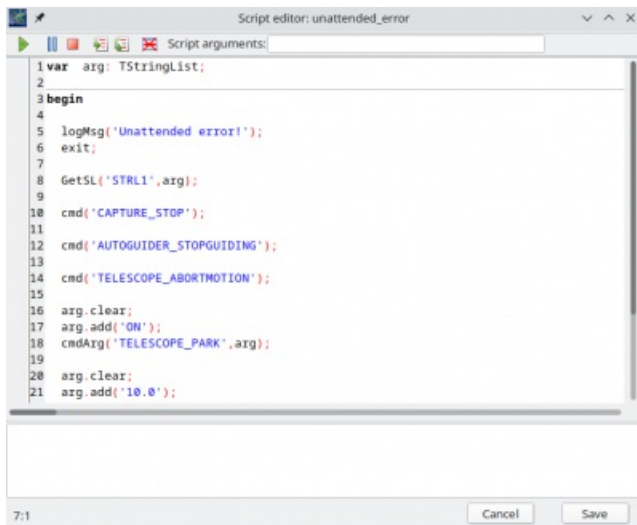 Script editor: unattended_error
Script arguments:
1 var  arg: TStringList;
2
3 begin
4
5   logMsg('Unattended error!');
6   exit;
7
8   GetSL('STRL1',arg);
9
10   cmd('CAPTURE_STOP');
11
12   cmd('AUTOGUIDER_STOPGUIDING');
13
14   cmd('TELESCOPE_ABORTMOTION');
15
16   arg.clear;
17   arg.add('ON');
18   cmdArg('TELESCOPE_PARK',arg);
19
20   arg.clear;
21   arg.add('10.0');
7:1
Cancel
Save